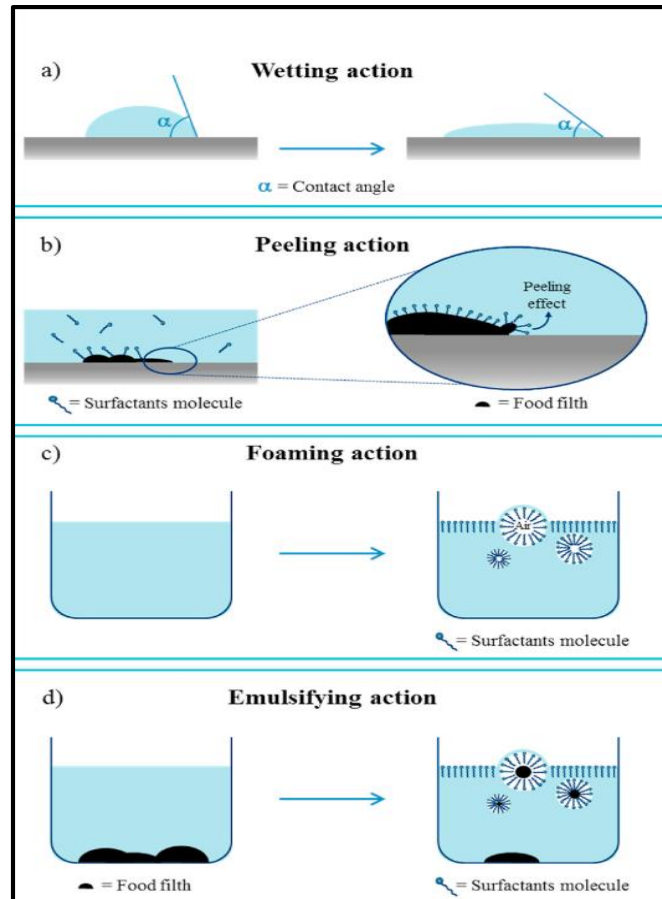 a) Wetting action
α α
α = Contact angle
b) Peeling action
Peeling
effect
= Surfactants molecule = Food filth
c) Foaming action
Air
= Surfactants molecule
d) Emulsifying action
= Food filth = Surfactants molecule